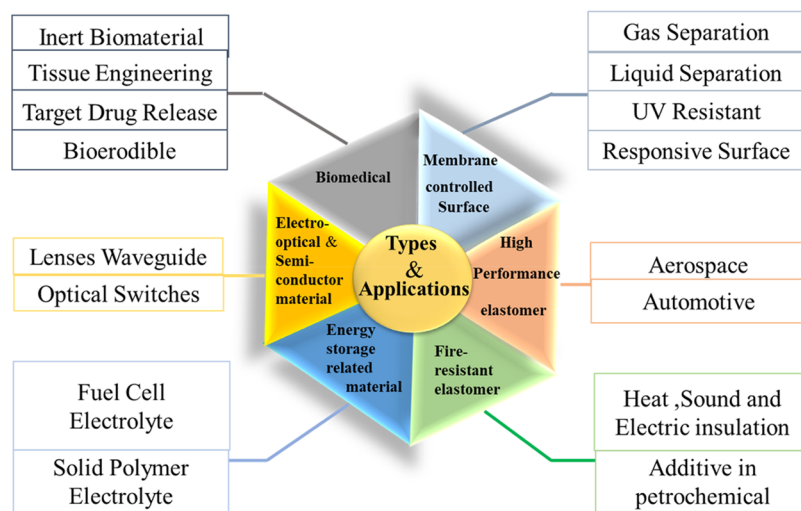 Inert Biomaterial
Tissue Engineering
Target Drug Release
Bioerodible
Gas Separation
Liquid Separation
UV Resistant
Responsive Surface
Biomedical
Membrane
controlled
Surface
Electro-
optical &
Semi-
conductor
material
Types
&
Applications
High
Performance
elastomer
Lenses Waveguide
Optical Switches
Aerospace
Automotive
Energy
storage
related
material
Fire-
resistant
elastomer
Fuel Cell
Electrolyte
Solid Polymer
Electrolyte
Heat ,Sound and
Electric insulation
Additive in
petrochemical